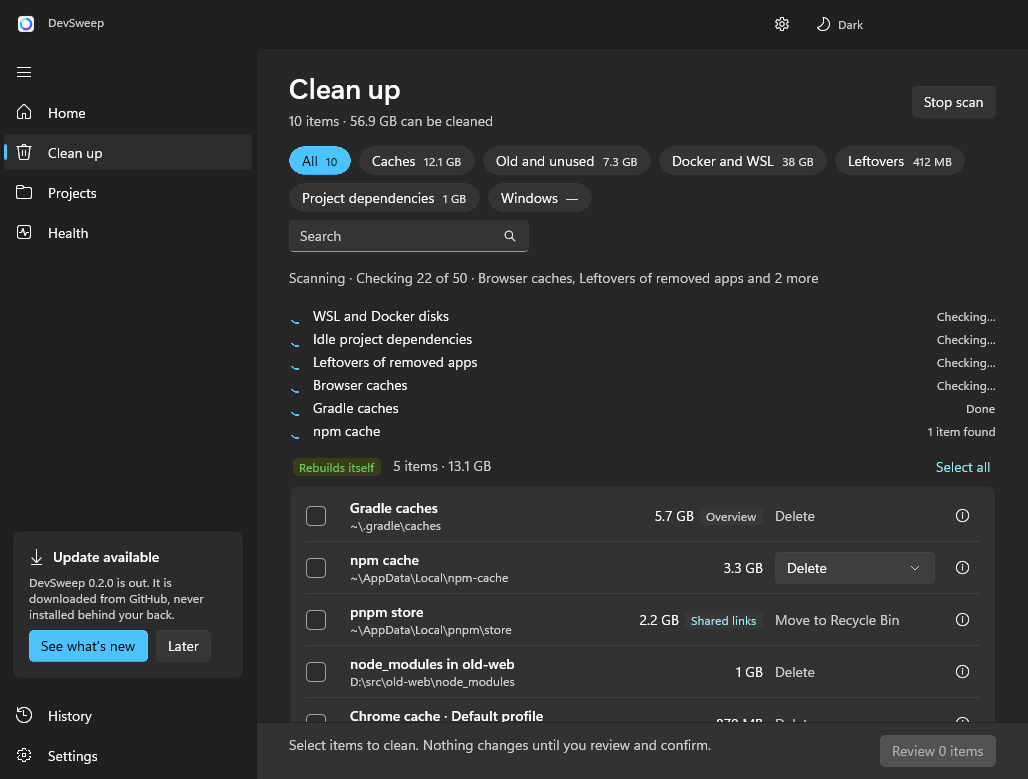 DevSweep
Dark
Home
Clean up
Projects
Health
Update available
DevSweep 0.2.0 is out. It is
downloaded from GitHub, never
installed behind your back.
See what's new
Later
History
Settings
Clean up
10 items · 56.9 GB can be cleaned
Stop scan
All 10
Caches 12.1 GB
Old and unused 7.3 GB
Docker and WSL 38 GB
Leftovers 412 MB
Project dependencies 1 GB
Windows —
Search
Scanning · Checking 22 of 50 · Browser caches, Leftovers of removed apps and 2 more
WSL and Docker disks Checking...
Idle project dependencies Checking...
Leftovers of removed apps Checking...
Browser caches Checking...
Gradle caches Done
npm cache 1 item found
Rebuilds itself 5 items · 13.1 GB Select all
Gradle caches
~\.gradle\caches
5.7 GB Overview Delete
npm cache
~\AppData\Local\npm-cache
3.3 GB Delete
pnpm store
~\AppData\Local\pnpm\store
2.2 GB Shared links Move to Recycle Bin
node_modules in old-web
D:\src\old-web\node_modules
1 GB Delete
Chrome cache · Default profile
Select items to clean. Nothing changes until you review and confirm.
Review 0 items